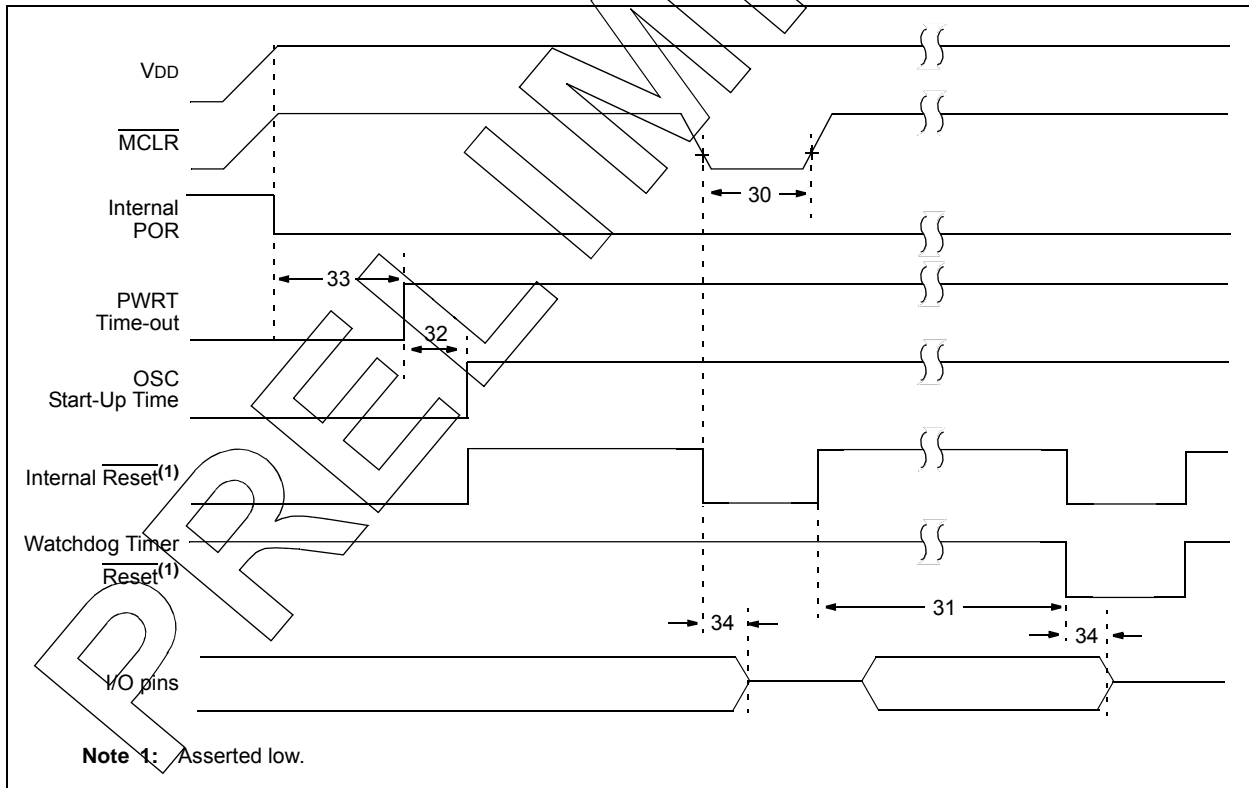 VDD
MCLR
30
Internal
POR
33
PWRT
Time-out
32
OSC
Start-Up Time
Internal Reset(1)
Watchdog Timer
Reset(1)
31
34
34
I/O pins
Note 1: Asserted low.
PRELIM